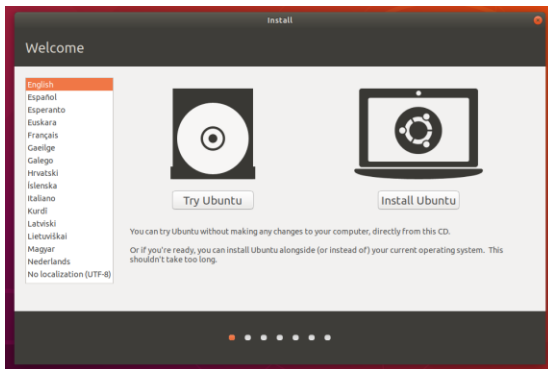 Install
Welcome
English
Español
Esperanto
Euskara
Français
Gaeilge
Galego
Hrvatski
Íslenska
Italiano
Kurdî
Latviski
Lietuviškai
Magyar
Nederlands
No localization (UTF-8)
Try Ubuntu
Install Ubuntu
You can try Ubuntu without making any changes to your computer, directly from this CD.
Or if you're ready, you can install Ubuntu alongside (or instead of) your current operating system. This
shouldn't take too long.